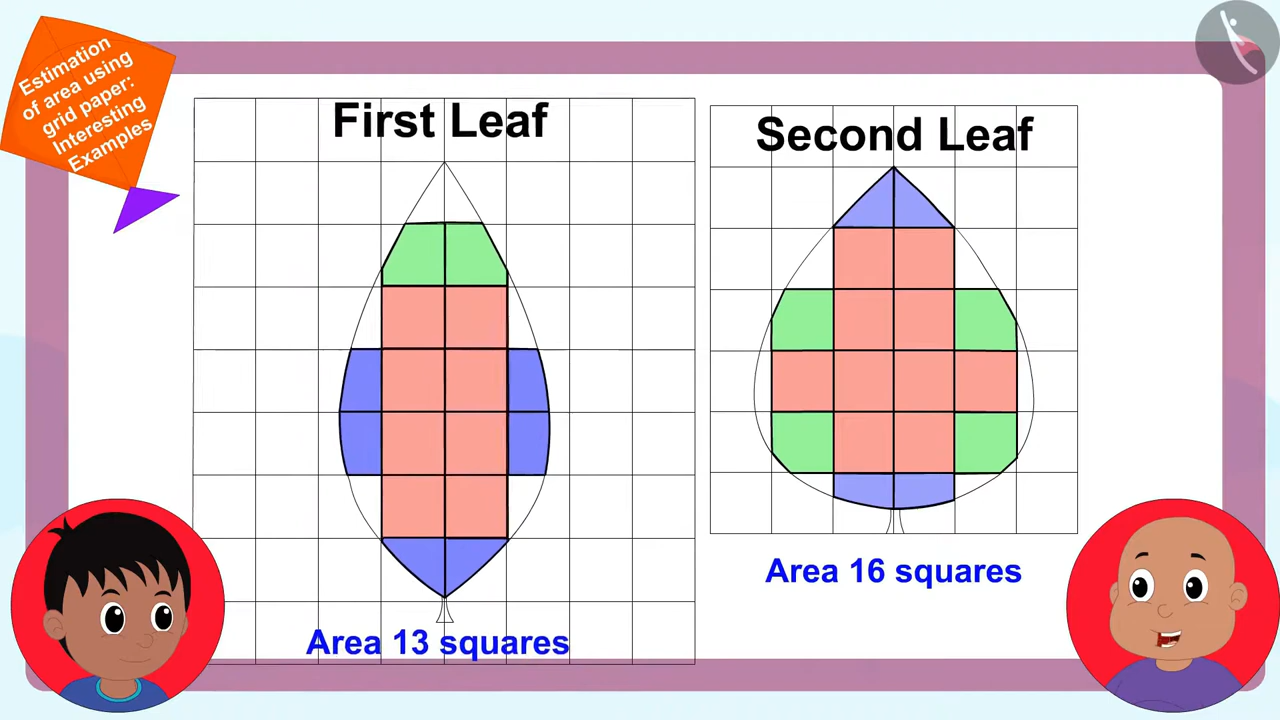 Estimation
of area using
grid paper:
Interesting
Examples
First Leaf
Second Leaf
Area 16 squares
Area 13 squares